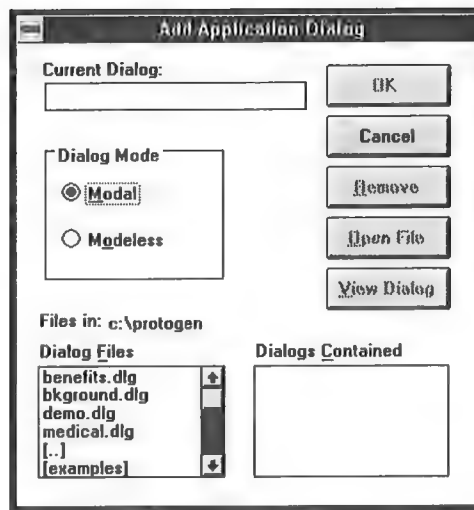 Add Application Dialog
Current Dialog:
OK
Cancel
Dialog Mode
Modal
Modeless
Remove
Open File
View Dialog
Files in: c:\protogen
Dialog Files
benefits.dlg
bkground.dlg
demo.dlg
medical.dlg
[..]
[examples]
Dialogs Contained